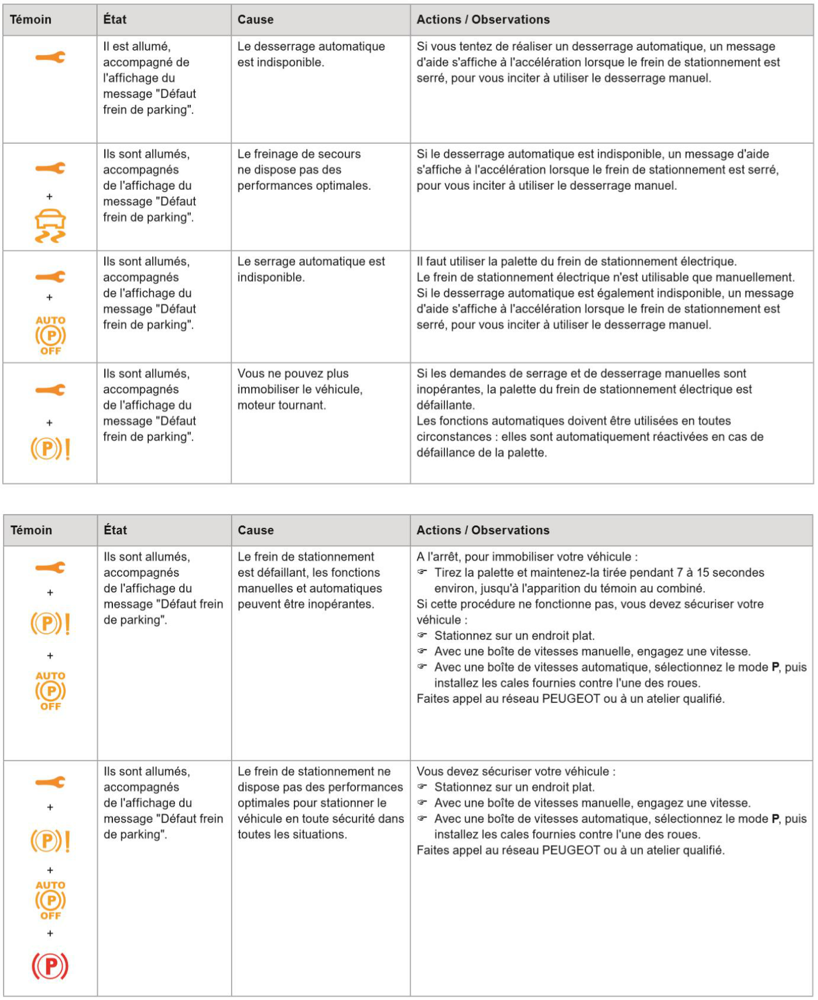 Témoin État Cause Actions / Observations
Il est allumé,
accompagné de
l'affichage du
message "Défaut
frein de parking".
Le desserrage automatique
est indisponible.
Si vous tentez de réaliser un desserrage automatique, un message
d'aide s'affiche à l'accélération lorsque le frein de stationnement est
serré, pour vous inciter à utiliser le desserrage manuel.
+
Ils sont allumés,
accompagnés
de l'affichage du
message "Défaut
frein de parking".
Le freinage de secours
ne dispose pas des
performances optimales.
Si le desserrage automatique est indisponible, un message d'aide
s'affiche à l'accélération lorsque le frein de stationnement est serré,
pour vous inciter à utiliser le desserrage manuel.
+
AUTO
(P)
OFF
Ils sont allumés,
accompagnés
de l'affichage du
message "Défaut
frein de parking".
Le serrage automatique est
indisponible.
Il faut utiliser la palette du frein de stationnement électrique.
Le frein de stationnement électrique n'est utilisable que manuellement.
Si le desserrage automatique est également indisponible, un message
d'aide s'affiche à l'accélération lorsque le frein de stationnement est
serré, pour vous inciter à utiliser le desserrage manuel.
+
(P)!
Ils sont allumés,
accompagnés
de l'affichage du
message "Défaut
frein de parking".
Vous ne pouvez plus
immobiliser le véhicule,
moteur tournant.
Si les demandes de serrage et de desserrage manuelles sont
inopérantes, la palette du frein de stationnement électrique est
défaillante.
Les fonctions automatiques doivent être utilisées en toutes
circonstances : elles sont automatiquement réactivées en cas de
défaillance de la palette.
Témoin État Cause Actions / Observations
+
(P)!
+
AUTO
(P)
OFF
Ils sont allumés,
accompagnés
de l'affichage du
message "Défaut frein
de parking".
Le frein de stationnement
est défaillant, les fonctions
manuelles et automatiques
peuvent être inopérantes.
A l'arrêt, pour immobiliser votre véhicule :
☞ Tirez la palette et maintenez-la tirée pendant 7 à 15 secondes
environ, jusqu'à l'apparition du témoin au combiné.
Si cette procédure ne fonctionne pas, vous devez sécuriser votre
véhicule :
☞ Stationnez sur un endroit plat.
☞ Avec une boîte de vitesses manuelle, engagez une vitesse.
☞ Avec une boîte de vitesses automatique, sélectionnez le mode P, puis
installez les cales fournies contre l'une des roues.
Faites appel au réseau PEUGEOT ou à un atelier qualifié.
+
(P)!
+
AUTO
(P)
OFF
+
(P)
Ils sont allumés,
accompagnés
de l'affichage du
message "Défaut frein
de parking".
Le frein de stationnement ne
dispose pas des performances
optimales pour stationner le
véhicule en toute sécurité dans
toutes les situations.
Vous devez sécuriser votre véhicule :
☞ Stationnez sur un endroit plat.
☞ Avec une boîte de vitesses manuelle, engagez une vitesse.
☞ Avec une boîte de vitesses automatique, sélectionnez le mode P, puis
installez les cales fournies contre l'une des roues.
Faites appel au réseau PEUGEOT ou à un atelier qualifié.